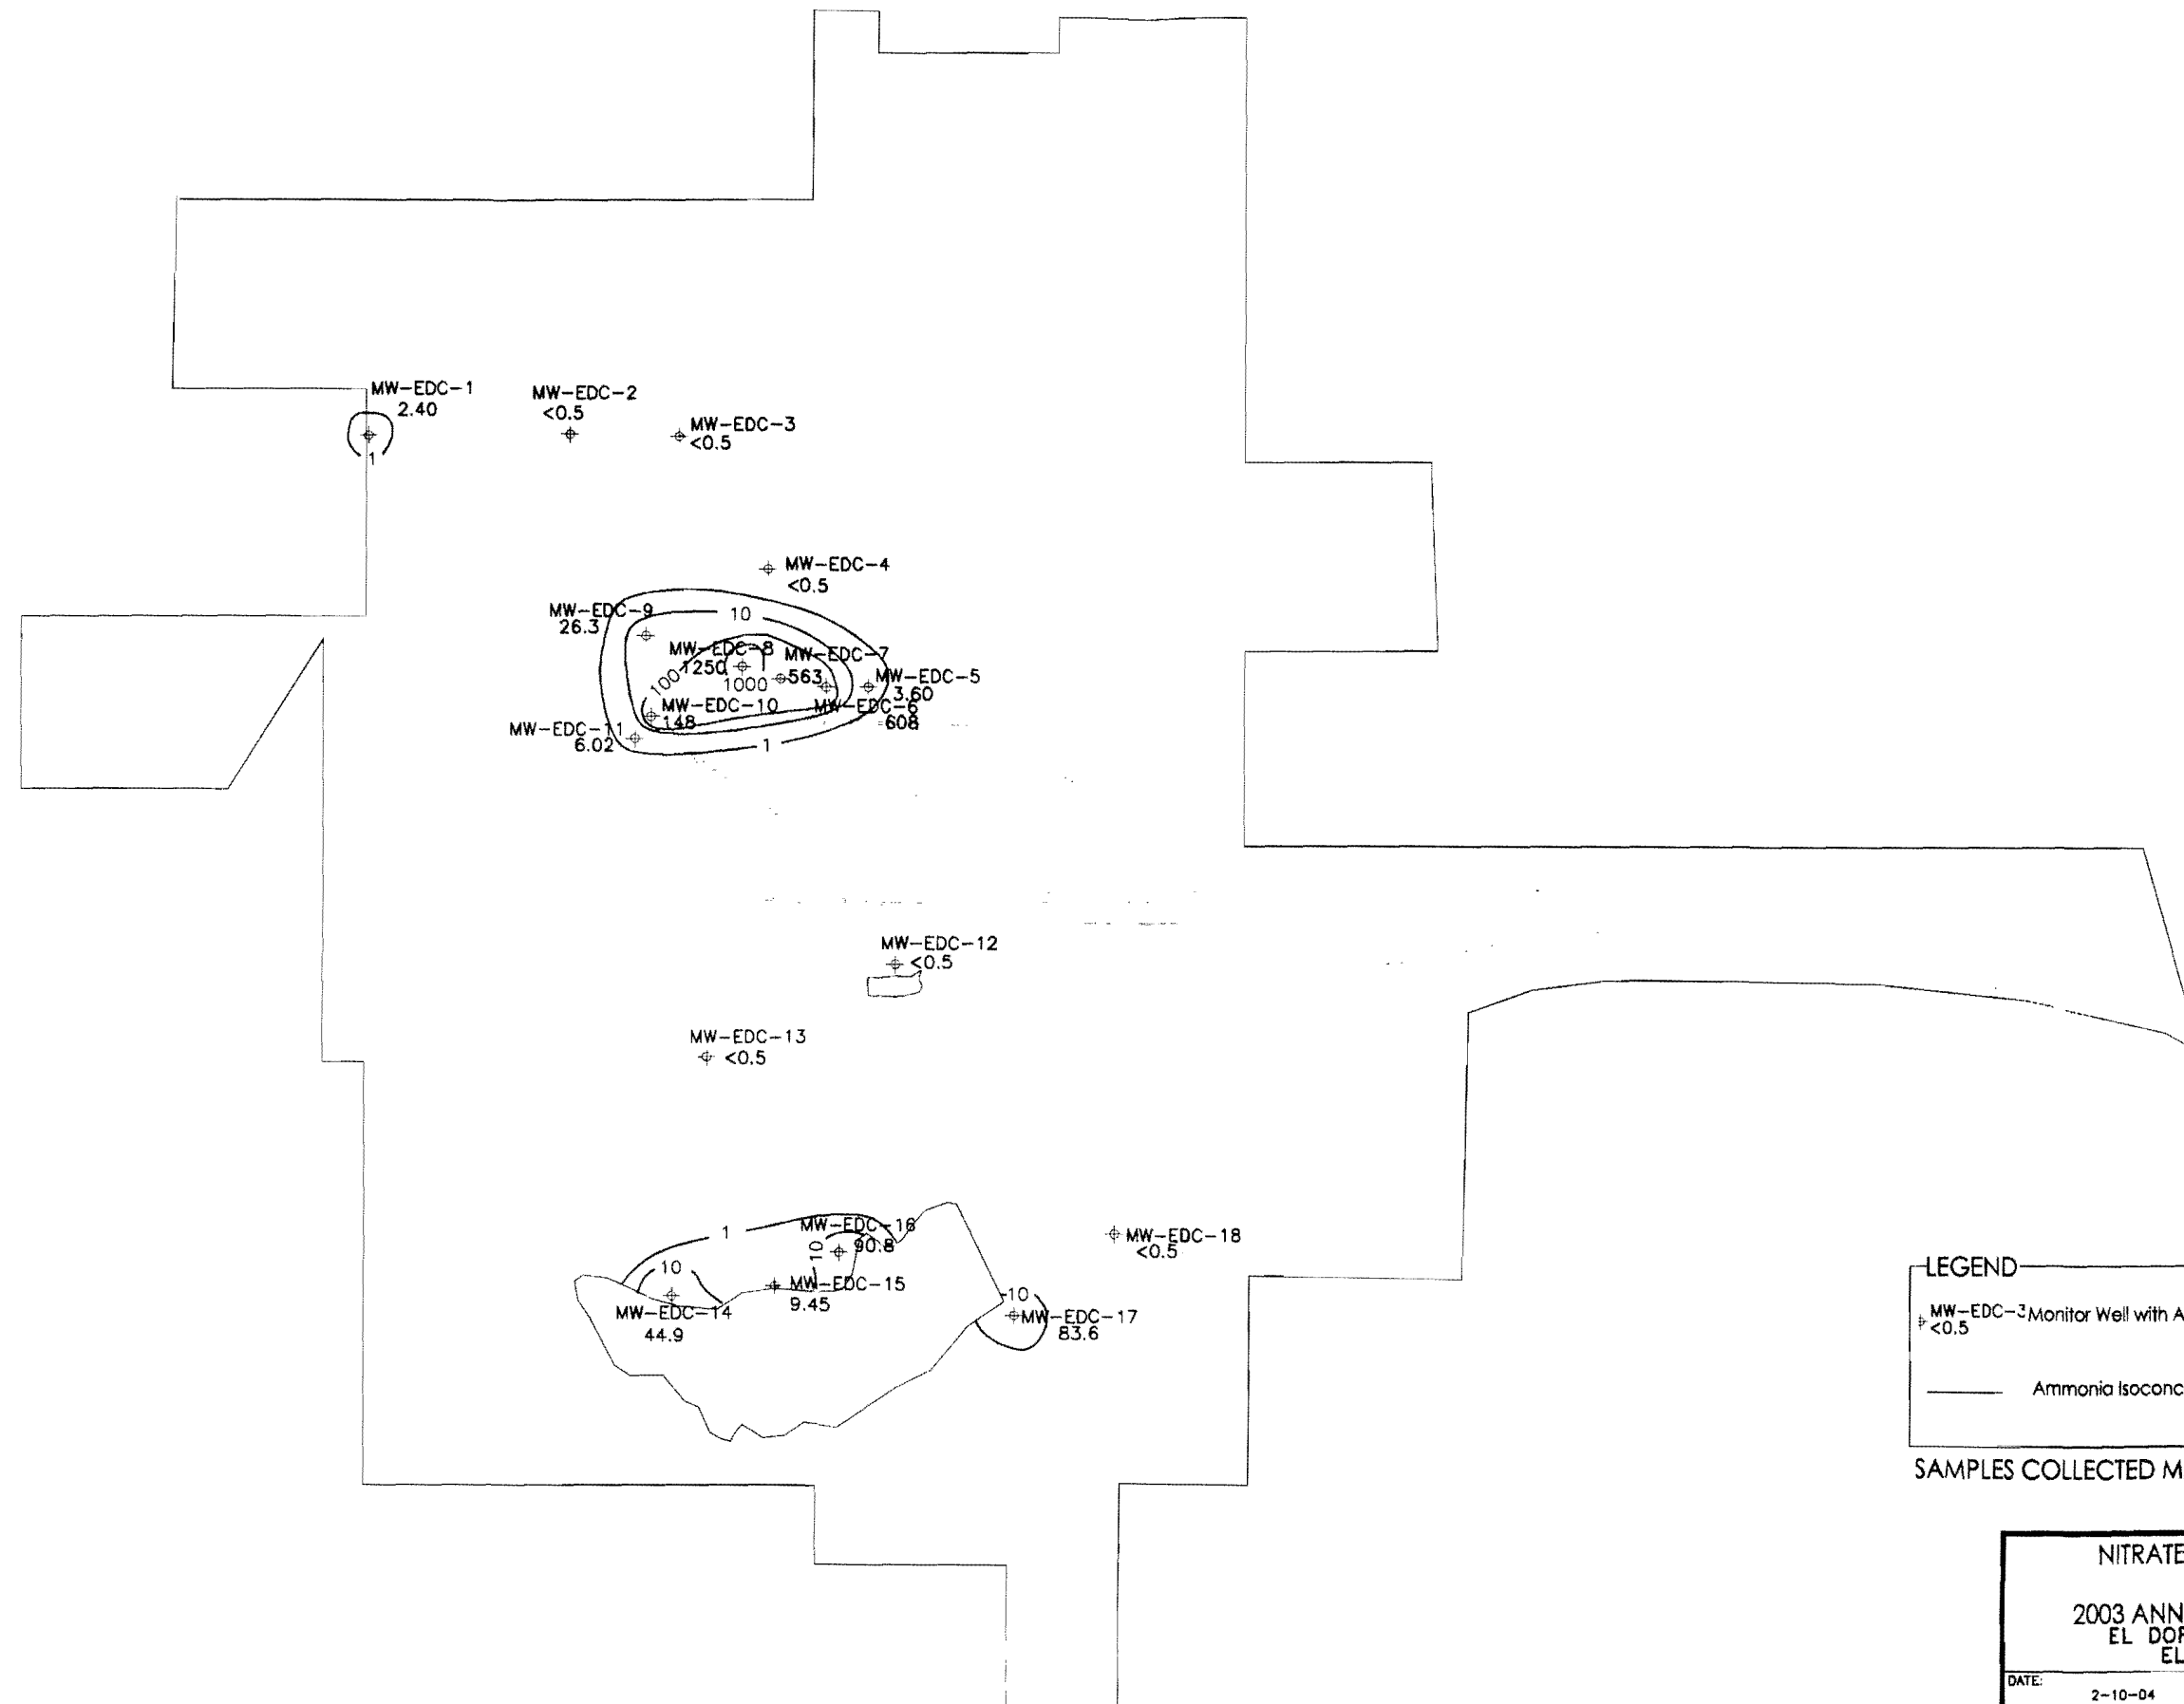 MW-EDC-1
2.40
1
MW-EDC-2
<0.5
MW-EDC-3
<0.5
MW-EDC-4
<0.5
MW-EDC-9
26.3
10
MW-EDC-8
1250
MW-EDC-7
563
100
1000
MW-EDC-5
3.60
MW-EDC-10
148
MW-EDC-6
608
MW-EDC-11
6.02
1
MW-EDC-12
<0.5
MW-EDC-13
<0.5
1
MW-EDC-16
90.8
10
10
MW-EDC-18
<0.5
MW-EDC-15
9.45
MW-EDC-14
44.9
10
MW-EDC-17
83.6
LEGEND
MW-EDC-3 Monitor Well with A
<0.5
Ammonia Isoconc
SAMPLES COLLECTED M
NITRATE
2003 ANN
EL DOR
EL
DATE:
2-10-04